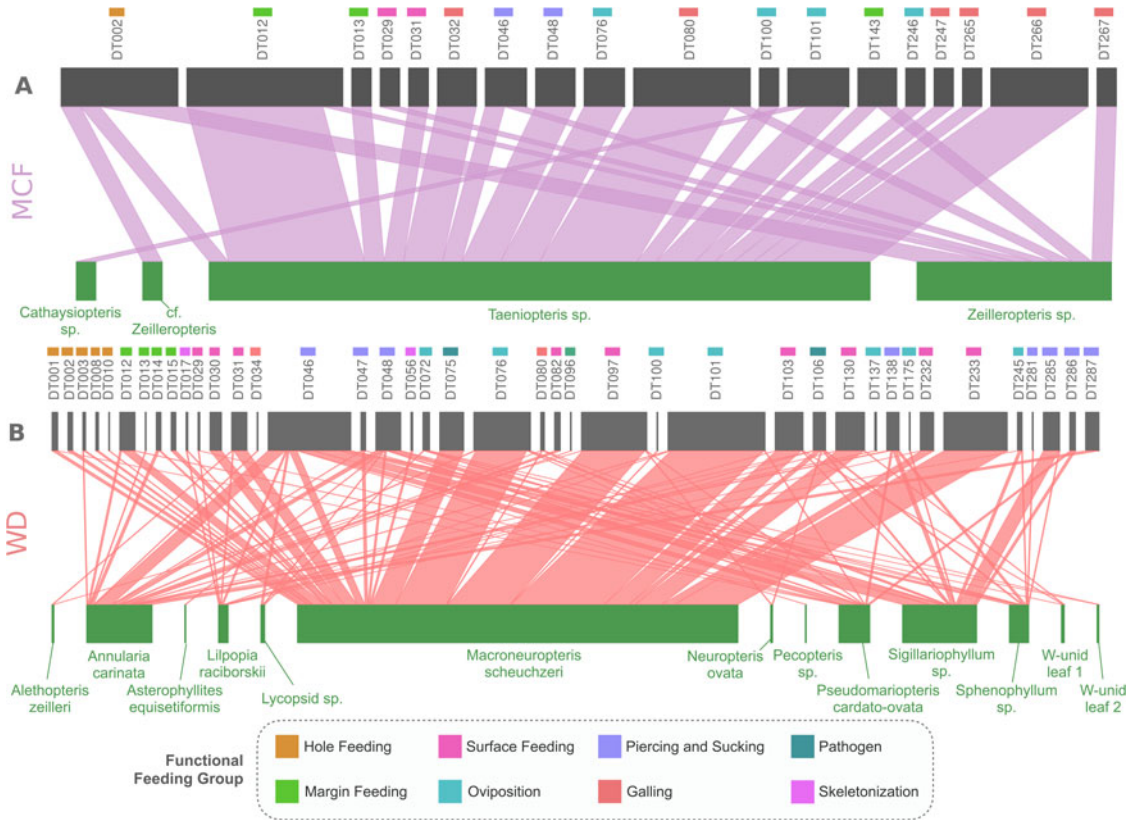 DT002 DT012 DT013 DT029 DT031 DT032 DT046 DT048 DT076 DT080 DT100 DT101 DT143 DT246 DT247 DT265 DT266 DT267
A
MCF
Cathaysiopteris
sp.
cf.
Zeilleropteris
Taeniopteris sp.
Zeilleropteris sp.
DT001 DT002 DT003 DT008 DT010 DT012 DT013 DT014 DT015 DT017 DT029 DT030 DT031 DT034 DT046 DT047 DT048 DT056 DT072 DT075 DT076 DT080 DT082 DT096 DT097 DT100 DT101 DT103 DT106 DT130 DT137 DT138 DT175 DT232 DT233 DT245 DT281 DT285 DT286 DT287
B
WD
Alethopteris
zeilleri
Annularia
carinata
Asterophyllites
equisetiformis
Lilpopia
raciborskii
Lycopsid sp.
Macroneuropteris
scheuchzeri
Neuropteris
ovata
Pecopteris
sp.
Pseudomariopteris
cardato-ovata
Sigillariophyllum
sp.
Sphenophyllum
sp.
W-unid
leaf 1
W-unid
leaf 2
Functional
Feeding Group
Hole Feeding Surface Feeding Piercing and Sucking Pathogen
Margin Feeding Oviposition Galling Skeletonization